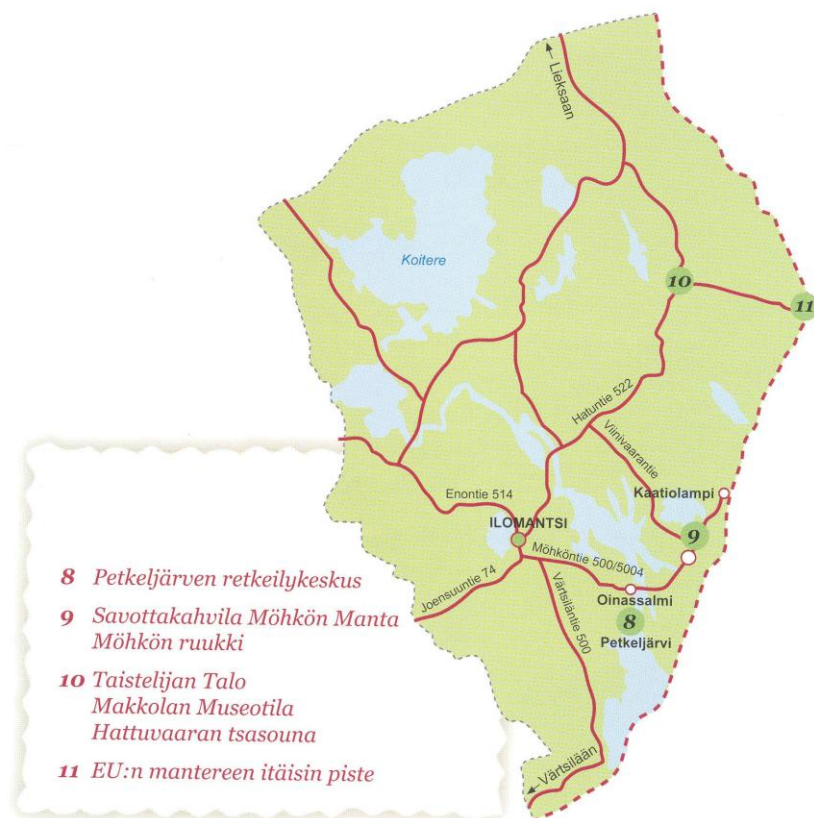 Lieksaan
Koitere
10
11
Hatuntie 522
Viinivaarantie
Kaatiolampi
Enontie 514
ILOMANTSI
9
Möhköntie 500/5004
Joensuuntie 74
Värtsiläntie 500
Oinassalmi
8
Petkeljärvi
Värtsilään
8 Petkeljärven retkeilykeskus
9 Savottakahvila Möhkön Manta
Möhkön ruukki
10 Taistelijan Talo
Makkolan Museotila
Hattuvaaran tsasouna
11 EU:n mantereen itäisin piste